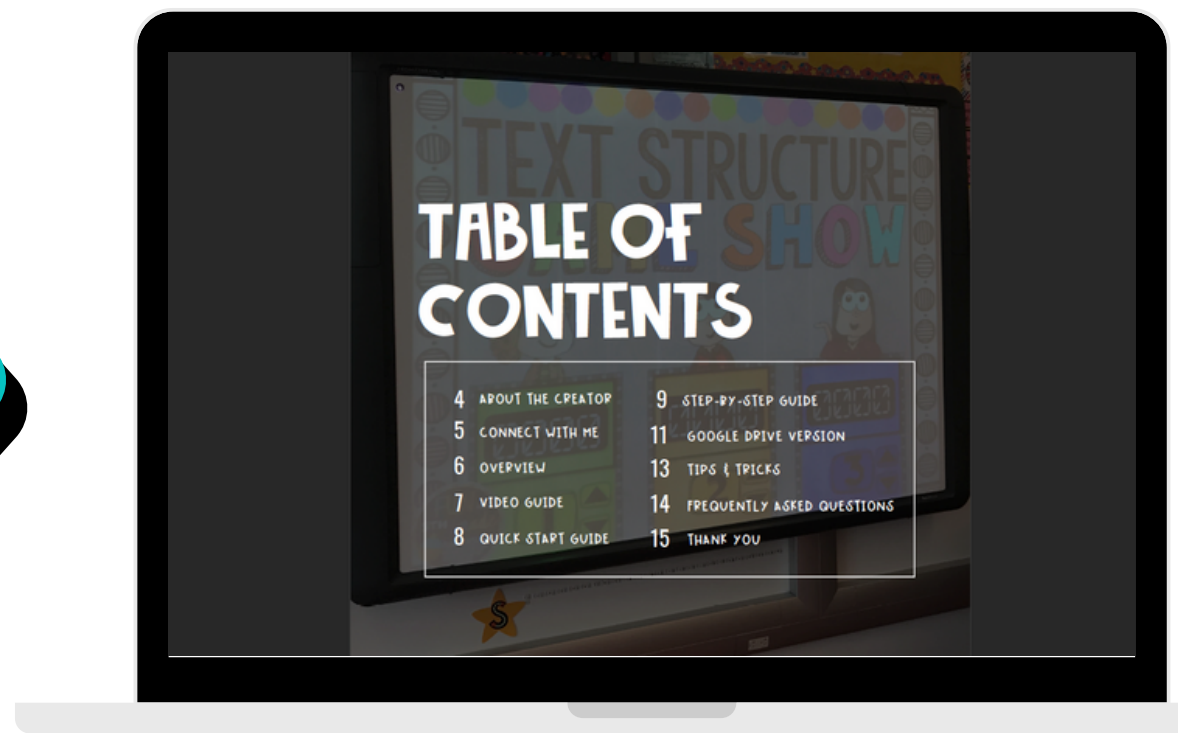 TEXT STRUCTURE
SHOW
TABLE OF
CONTENTS
4 ABOUT THE CREATOR
5 CONNECT WITH ME
6 OVERVIEW
7 VIDEO GUIDE
8 QUICK START GUIDE
9 STEP-BY-STEP GUIDE
11 GOOGLE DRIVE VERSION
13 TIPS & TRICKS
14 FREQUENTLY ASKED QUESTIONS
15 THANK YOU
S